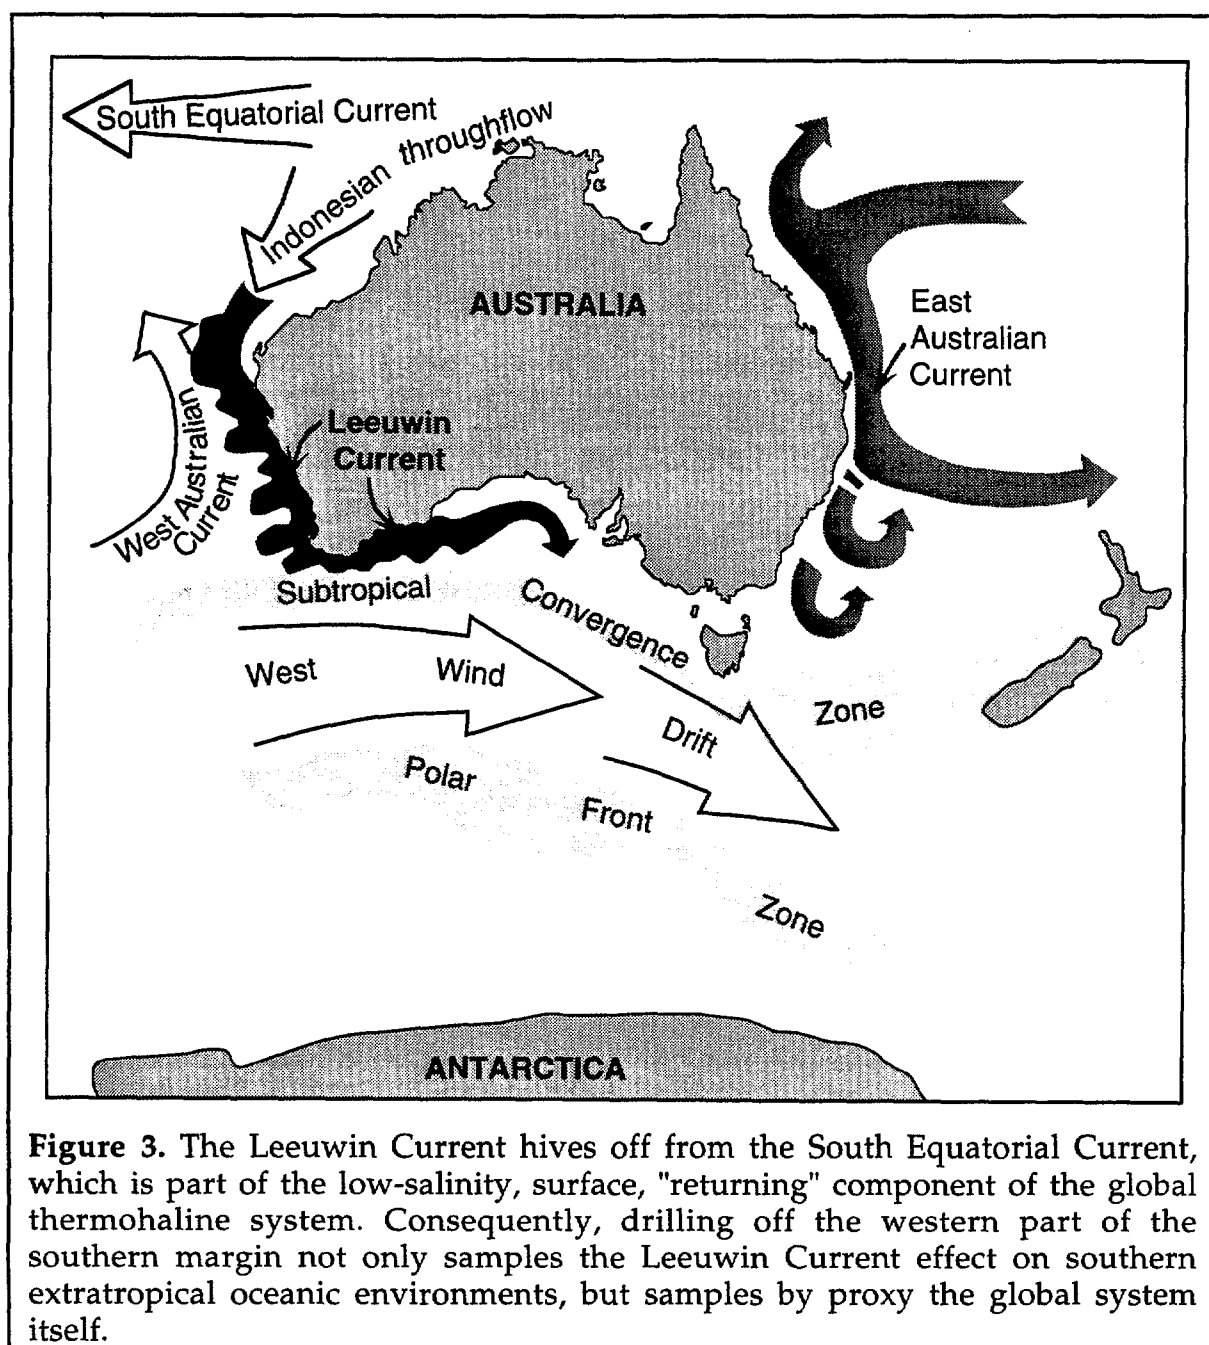 South Equatorial Current
Indonesian throughflow
AUSTRALIA
East
Australian
Current
Leeuwin
Current
West Australian
Current
Subtropical
Convergence
Zone
West Wind
Drift
Polar
Front
Zone
ANTARCTICA
Figure 3. The Leeuwin Current hives off from the South Equatorial Current,
which is part of the low-salinity, surface, "returning" component of the global
thermohaline system. Consequently, drilling off the western part of the
southern margin not only samples the Leeuwin Current effect on southern
extratropical oceanic environments, but samples by proxy the global system
itself.